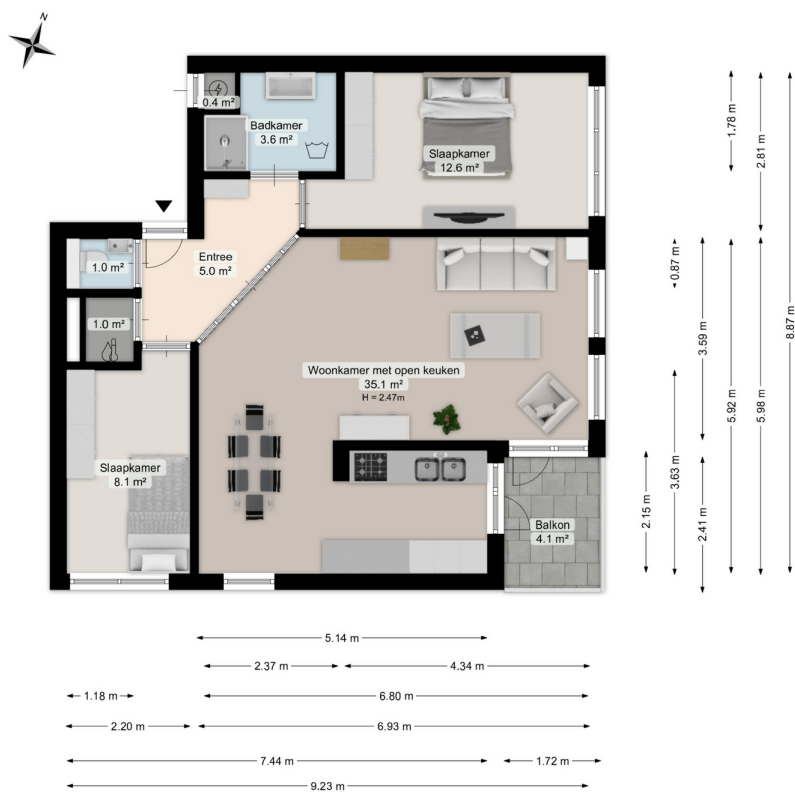 N
0.4 m²
Badkamer
3.6 m²
Slaapkamer
12.6 m²
Entree
5.0 m²
1.0 m²
1.0 m²
Woonkamer met open keuken
35.1 m²
H = 2.47m
Slaapkamer
8.1 m²
Balkon
4.1 m²
1.78 m
2.81 m
8.87 m
0.87 m
3.59 m
5.92 m
5.98 m
3.63 m
2.15 m
2.41 m
5.14 m
2.37 m
4.34 m
1.18 m
6.80 m
2.20 m
6.93 m
7.44 m
1.72 m
9.23 m